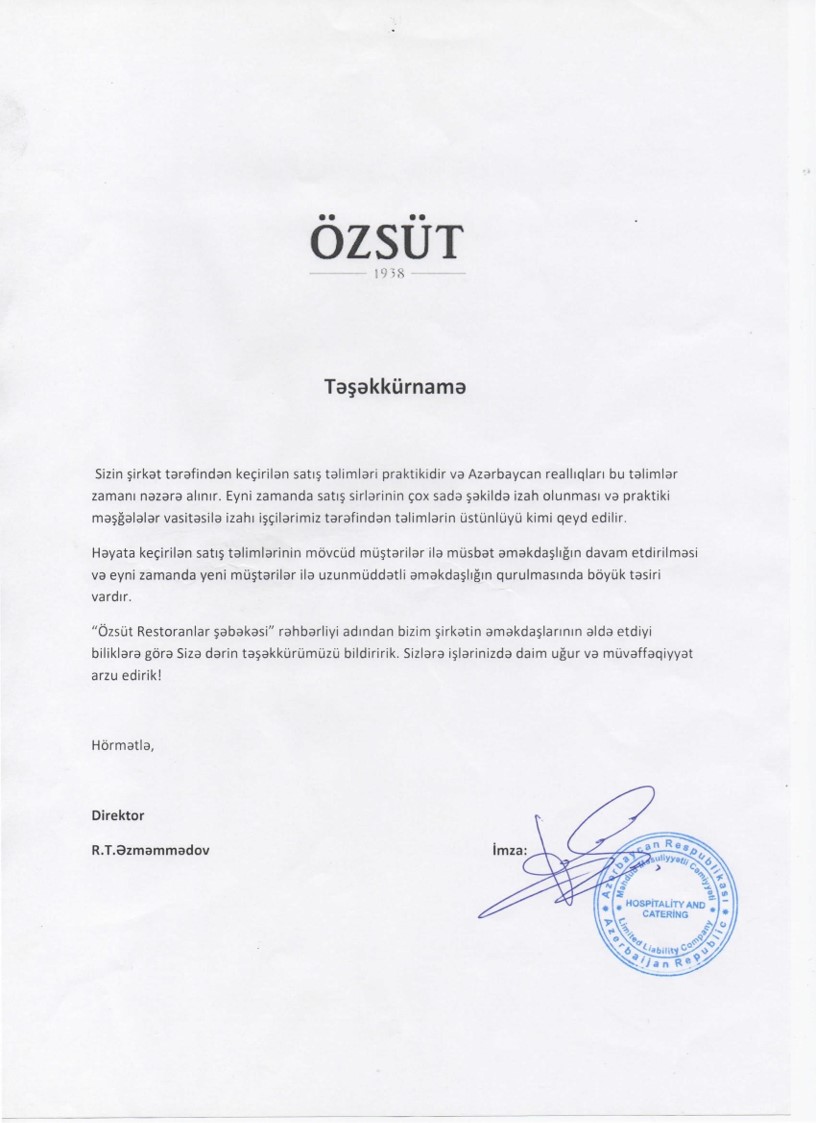 ÖZSÜT
1938
Təşəkkürnamə
Sizin şirkət tərəfindən keçirilən satış təlimləri praktikidir və Azərbaycan reallıqları bu təlimlər
zamanı nəzərə alınır. Eyni zamanda satış sirlərinin çox sadə şəkildə izah olunması və praktiki
məşğələlər vasitəsilə izahı işçilərimiz tərəfindən təlimlərin üstünlüyü kimi qeyd edilir.
Həyata keçirilən satış təlimlərinin mövcüd müştərilər ilə müsbət əməkdaşlığın davam etdirilməsi
və eyni zamanda yeni müştərilər ilə uzunmüddətli əməkdaşlığın qurulmasında böyük təsiri
vardır.
“Özsüt Restoranlar şəbəkəsi” rəhbərliyi adından bizim şirkətin əməkdaşlarının əldə etdiyi
biliklərə görə Sizə dərin təşəkkürümüzü bildiririk. Sizlərə işlərinizdə daim uğur və müvəffəqiyyət
arzu edirik!
Hörmətlə,
Direktor
R.T.Əzməmmədov
İmza:
Azərbaycan Respublikası
Məhdud Məsuliyyətli Cəmiyyəti
HOSPİTALİTY AND
CATERİNG
Limited Liability Company
Azerbaijan Republic